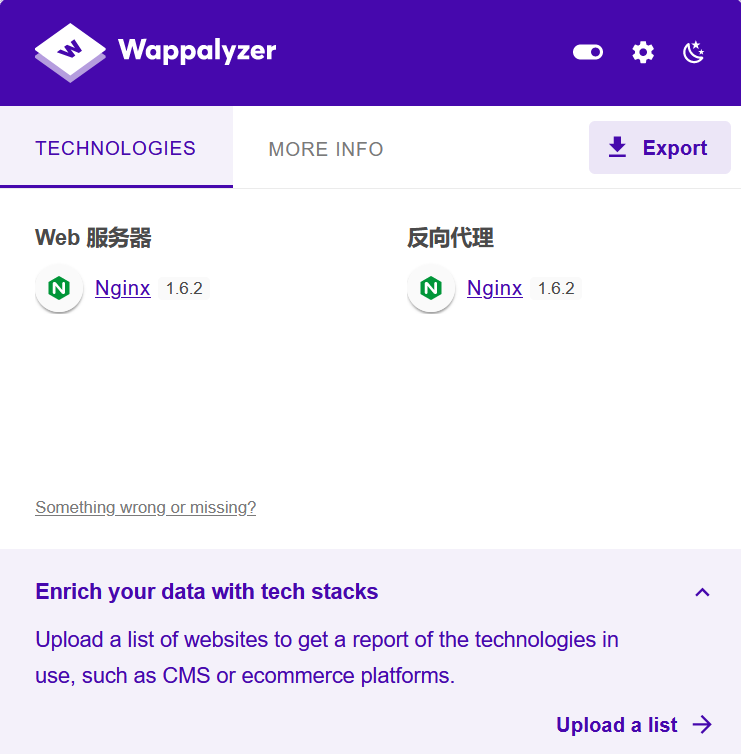 Wappalyzer
TECHNOLOGIES
MORE INFO
Export
Web 服务器
反向代理
Nginx 1.6.2
Nginx 1.6.2
Something wrong or missing?
Enrich your data with tech stacks
Upload a list of websites to get a report of the technologies in
use, such as CMS or ecommerce platforms.
Upload a list